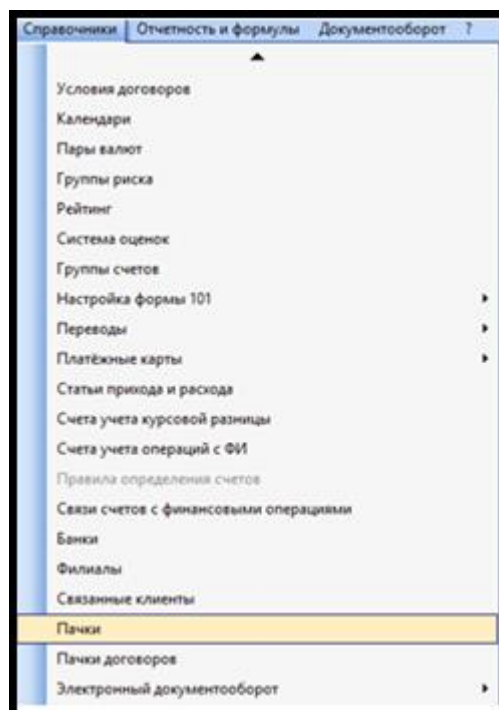 Справочники Отчетность и формулы Документооборот ?
Условия договоров
Календари
Пары валют
Группы риска
Рейтинг
Система оценок
Группы счетов
Настройка формы 101
Переводы
Платёжные карты
Статьи прихода и расхода
Счета учета курсовой разницы
Счета учета операций с ФИ
Правила определения счетов
Связи счетов с финансовыми операциями
Банки
Филиалы
Связанные клиенты
Пачки
Пачки договоров
Электронный документооборот